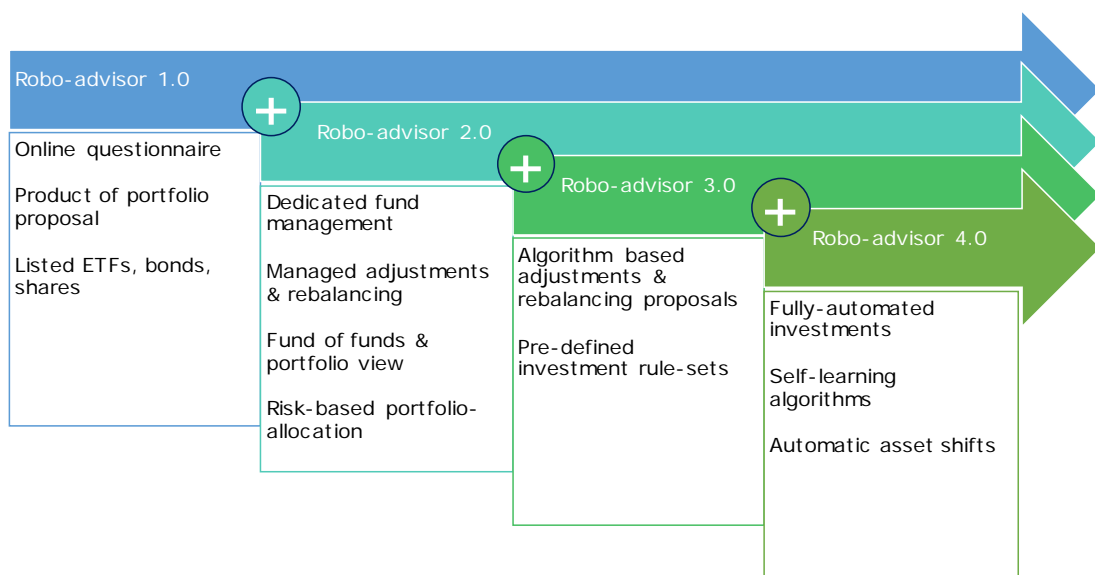 Robo-advisor 1.0
Online questionnaire
Product of portfolio
proposal
Listed ETFs, bonds,
shares
+
Robo-advisor 2.0
Dedicated fund
management
Managed adjustments
& rebalancing
Fund of funds &
portfolio view
Risk-based portfolio-
allocation
+
Robo-advisor 3.0
Algorithm based
adjustments &
rebalancing proposals
Pre-defined
investment rule-sets
+
Robo-advisor 4.0
Fully-automated
investments
Self-learning
algorithms
Automatic asset shifts